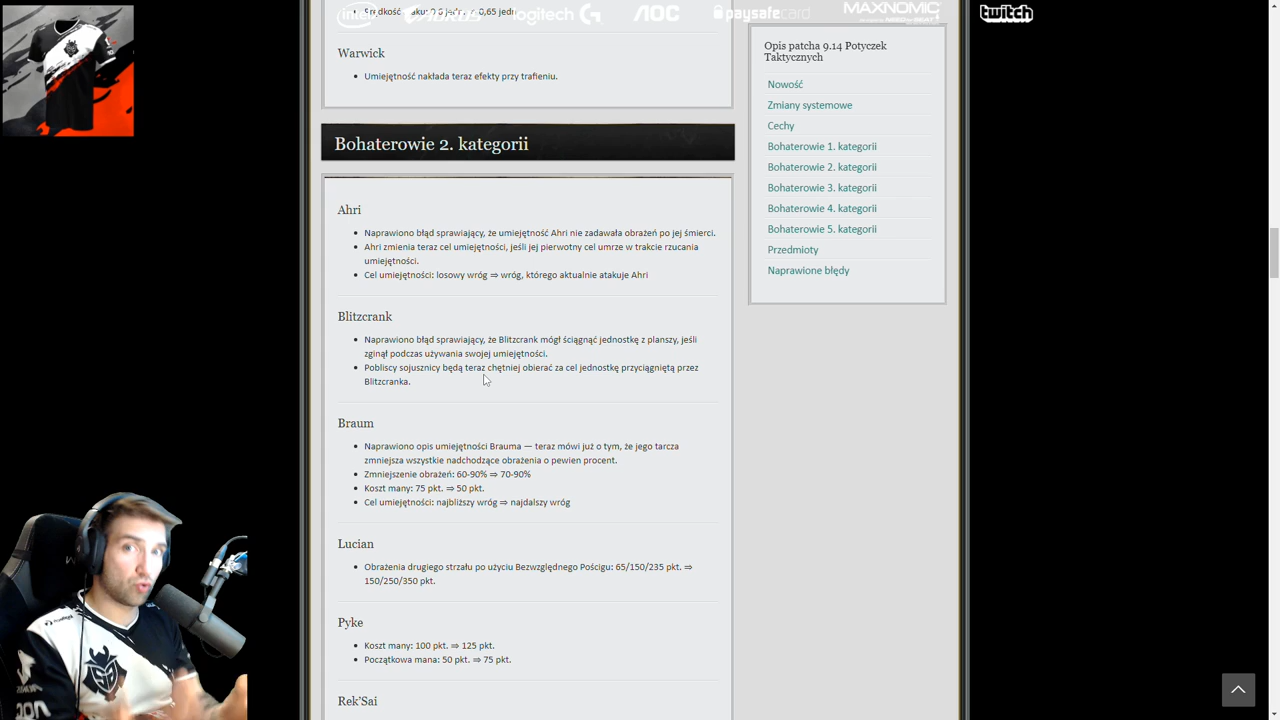 Warwick
Umiejętność nakłada teraz efekty przy trafieniu.
Bohaterowie 2. kategorii
Ahri
Naprawiono błąd sprawiający, że umiejętność Ahri nie zadawała obrażeń po jej śmierci.
Ahri zmienia teraz cel umiejętności, jeśli jej pierwotny cel umrze w trakcie rzucania
umiejętności.
Cel umiejętności: losowy wróg ⇒ wróg, którego aktualnie atakuje Ahri
Blitzcrank
Naprawiono błąd sprawiający, że Blitzcrank mógł ściągnąć jednostkę z planszy, jeśli
zginął podczas używania swojej umiejętności.
Pobliscy sojusznicy będą teraz chętniej obierać za cel jednostkę przyciągniętą przez
Blitzcranka.
Braum
Naprawiono opis umiejętności Brauma — teraz mówi już o tym, że jego tarcza
zmniejsza wszystkie nadchodzące obrażenia o pewien procent.
Zmniejszenie obrażeń: 60-90% ⇒ 70-90%
Koszt many: 75 pkt. ⇒ 50 pkt.
Cel umiejętności: najbliższy wróg ⇒ najdalszy wróg
Lucian
Obrażenia drugiego strzału po użyciu Bezwzględnego Pościgu: 65/150/235 pkt. ⇒
150/250/350 pkt.
Pyke
Koszt many: 100 pkt. ⇒ 125 pkt.
Początkowa mana: 50 pkt. ⇒ 75 pkt.
Rek'Sai
intel
AORUS
logitech G
AOC
paysafecard
MAXNOMIC
twitch
Opis patcha 9.14 Potyczek
Taktycznych
Nowość
Zmiany systemowe
Cechy
Bohaterowie 1. kategorii
Bohaterowie 2. kategorii
Bohaterowie 3. kategorii
Bohaterowie 4. kategorii
Bohaterowie 5. kategorii
Przedmioty
Naprawione błędy